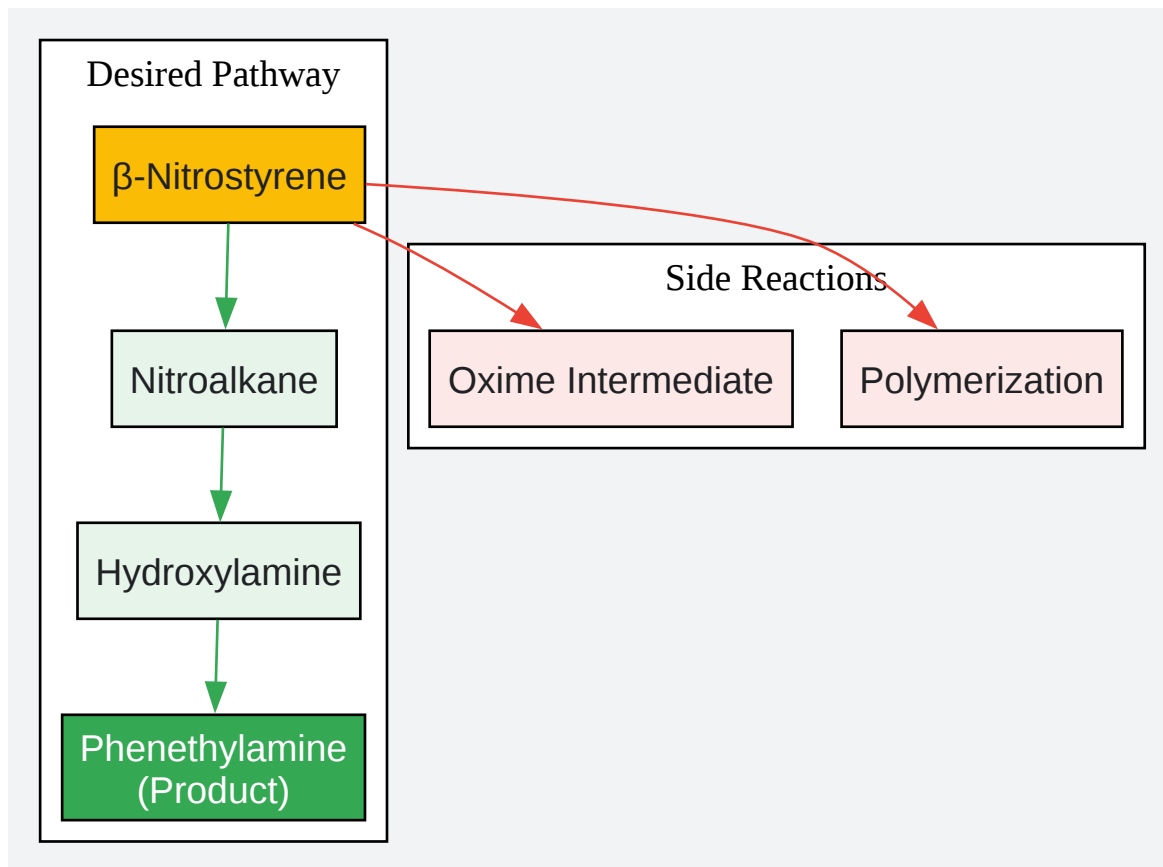 Desired Pathway
β-Nitrostyrene
Side Reactions
Nitroalkane
Oxime Intermediate
Polymerization
Hydroxylamine
Phenethylamine
(Product)